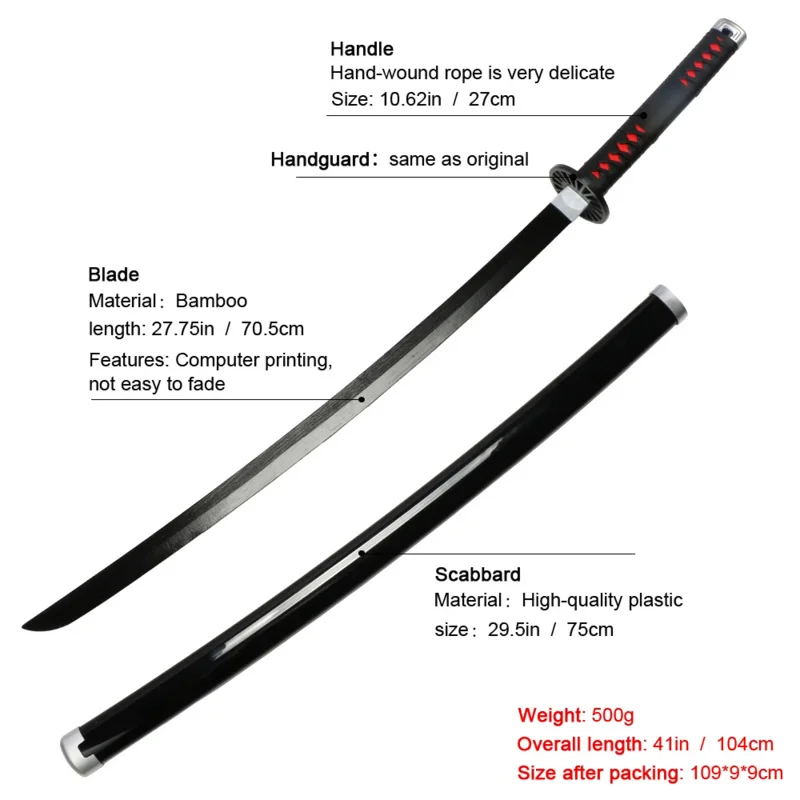 Handle
Hand-wound rope is very delicate
Size: 10.62in / 27cm
Handguard: same as original
Blade
Material: Bamboo
length: 27.75in / 70.5cm
Features: Computer printing,
not easy to fade
Scabbard
Material: High-quality plastic
size: 29.5in / 75cm
Weight: 500g
Overall length: 41in / 104cm
Size after packing: 109*9*9cm